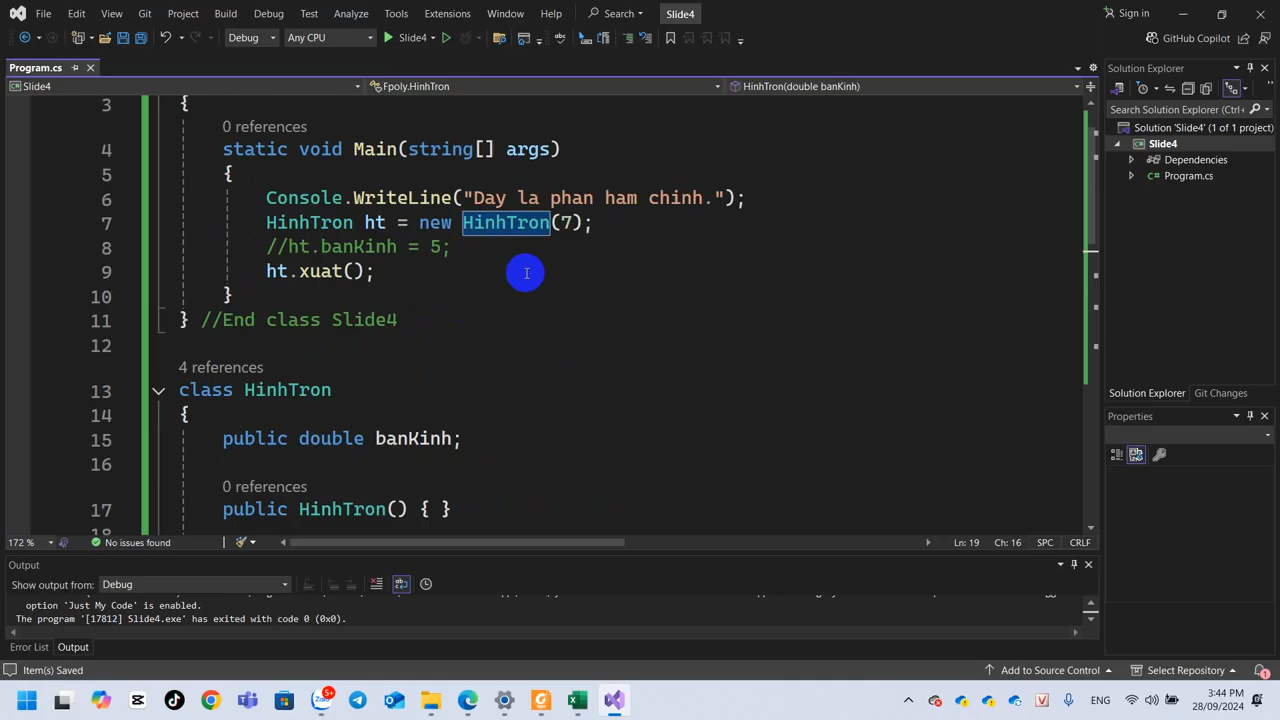 File Edit View Git Project Build Debug Test Analyze Tools Extensions Window Help Search Slide4 Sign in
Debug Any CPU Slide4 GitHub Copilot
Program.cs Solution Explorer
Slide4 Fpoly.HinhTron HinhTron(double banKinh)
Search Solution Explorer (Ctrl+
Solution 'Slide4' (1 of 1 project)
Slide4
Dependencies
Program.cs
3 {
0 references
4 static void Main(string[] args)
5 {
6 Console.WriteLine("Day la phan ham chinh.");
7 HinhTron ht = new HinhTron(7);
8 //ht.banKinh = 5;
9 ht.xuat();
10 }
11 } //End class Slide4
12
4 references
13 class HinhTron
14 {
15 public double banKinh;
16
0 references
17 public HinhTron() { }
18
Solution Explorer Git Changes
Properties
172 % No issues found Ln: 19 Ch: 16 SPC CRLF
Output
Show output from: Debug
option 'Just My Code' is enabled.
The program '[17812] Slide4.exe' has exited with code 0 (0x0).
Error List Output
Item(s) Saved Add to Source Control Select Repository 1
Zalo 5+ ENG 3:44 PM
28/09/2024